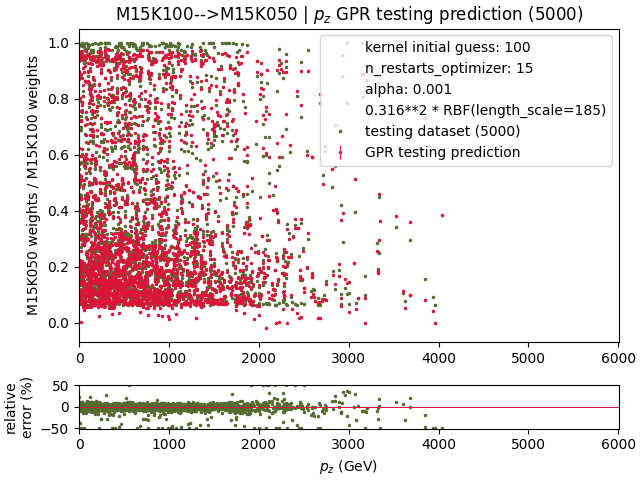 M15K100-->M15K050 | p_z GPR testing prediction (5000)
M15K050 weights / M15K100 weights
1.0
0.8
0.6
0.4
0.2
0.0
kernel initial guess: 100
n_restarts_optimizer: 15
alpha: 0.001
0.316**2 * RBF(length_scale=185)
testing dataset (5000)
GPR testing prediction
0 1000 2000 3000 4000 5000 6000
relative
error (%)
50
0
−50
0 1000 2000 3000 4000 5000 6000
p_z (GeV)